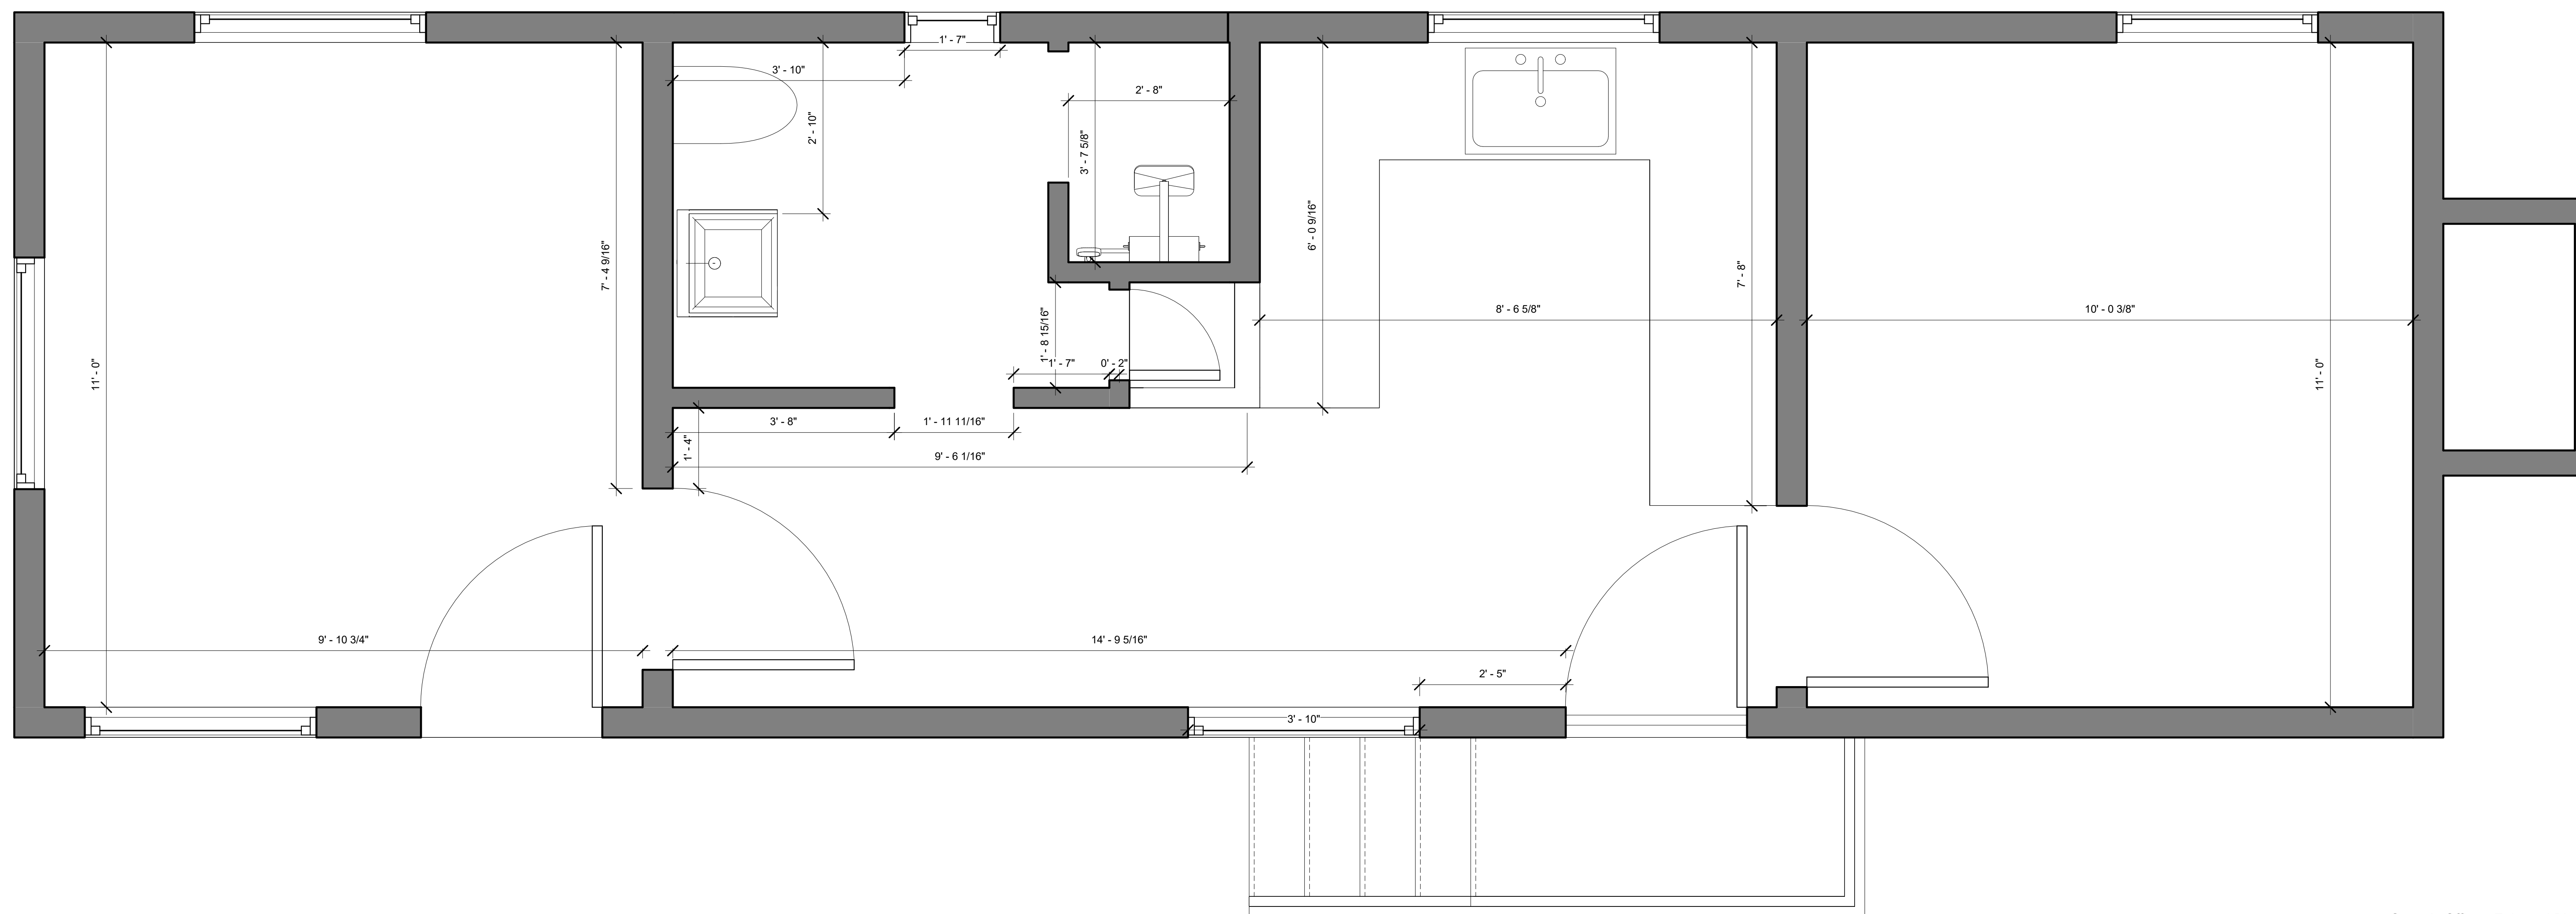 1' - 7"
3' - 10"
2' - 10"
2' - 8"
3' - 7 5/8"
7' - 4 9/16"
6' - 0 9/16"
7' - 8"
8' - 6 5/8"
10' - 0 3/8"
11' - 0"
11' - 0"
1' - 8 15/16"
1' - 7"
0' - 2"
3' - 8"
1' - 11 11/16"
1' - 4"
9' - 6 1/16"
9' - 10 3/4"
14' - 9 5/16"
2' - 5"
3' - 10"